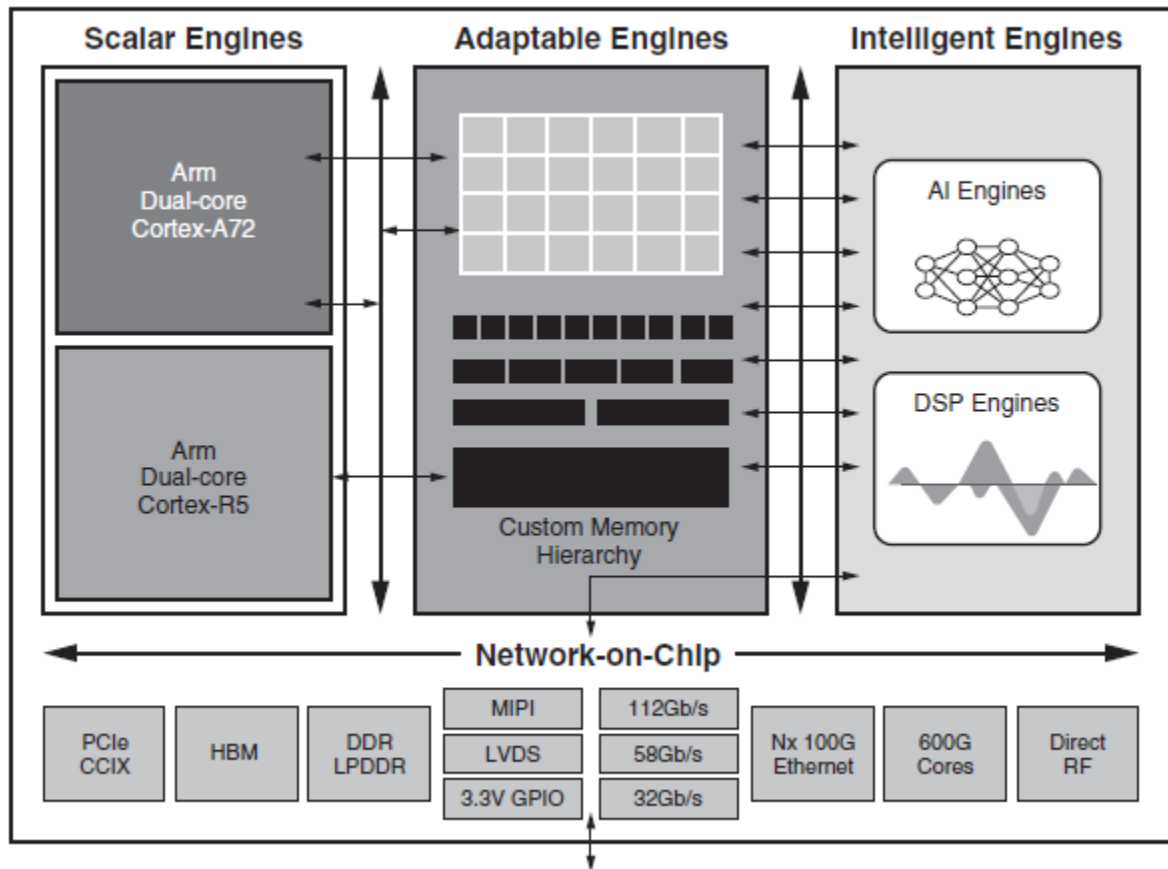 Scalar Engines
Adaptable Engines
Intelligent Engines
Arm
Dual-core
Cortex-A72
Arm
Dual-core
Cortex-R5
Custom Memory
Hierarchy
AI Engines
DSP Engines
Network-on-Chip
PCIe
CCIX
HBM
DDR
LPDDR
MIPI
LVDS
3.3V GPIO
112Gb/s
58Gb/s
32Gb/s
Nx 100G
Ethernet
600G
Cores
Direct
RF